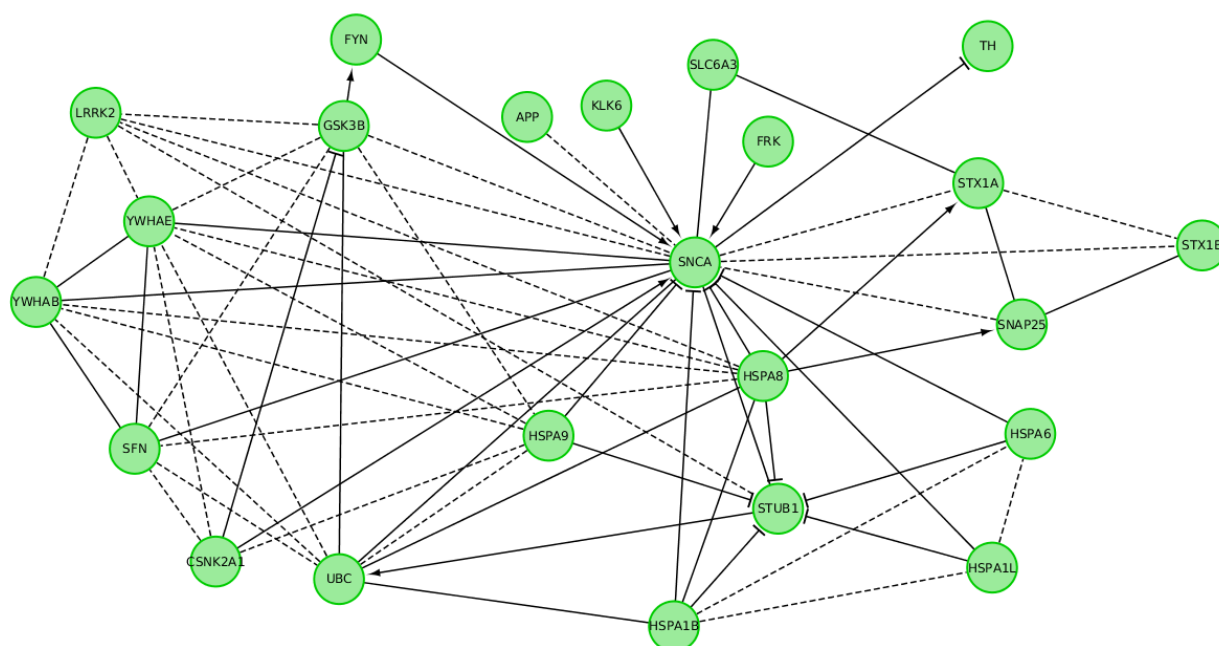 FYN
TH
SLC6A3
LRRK2
APP
KLK6
GSK3B
FRK
STX1A
YWHAE
STX1B
SNCA
YWHAB
SNAP25
HSPA8
SFN
HSPA9
HSPA6
STUB1
CSNK2A1
UBC
HSPA1L
HSPA1B